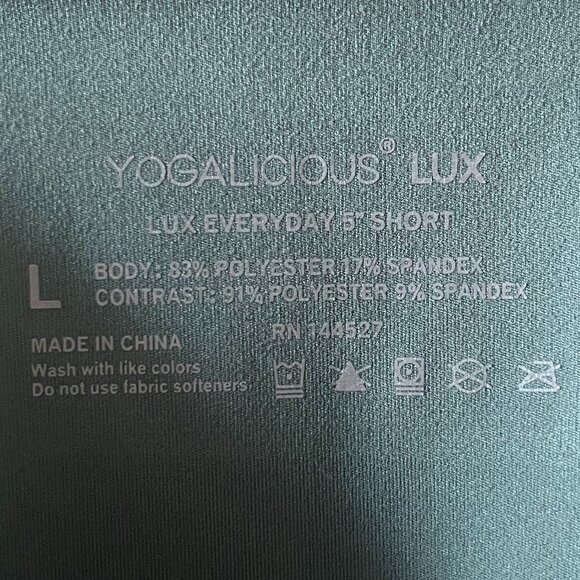 YOGALICIOUS® LUX
LUX EVERYDAY 5" SHORT
L
BODY: 83% POLYESTER 17% SPANDEX
CONTRAST: 91% POLYESTER 9% SPANDEX
RN 144527
MADE IN CHINA
Wash with like colors
Do not use fabric softeners